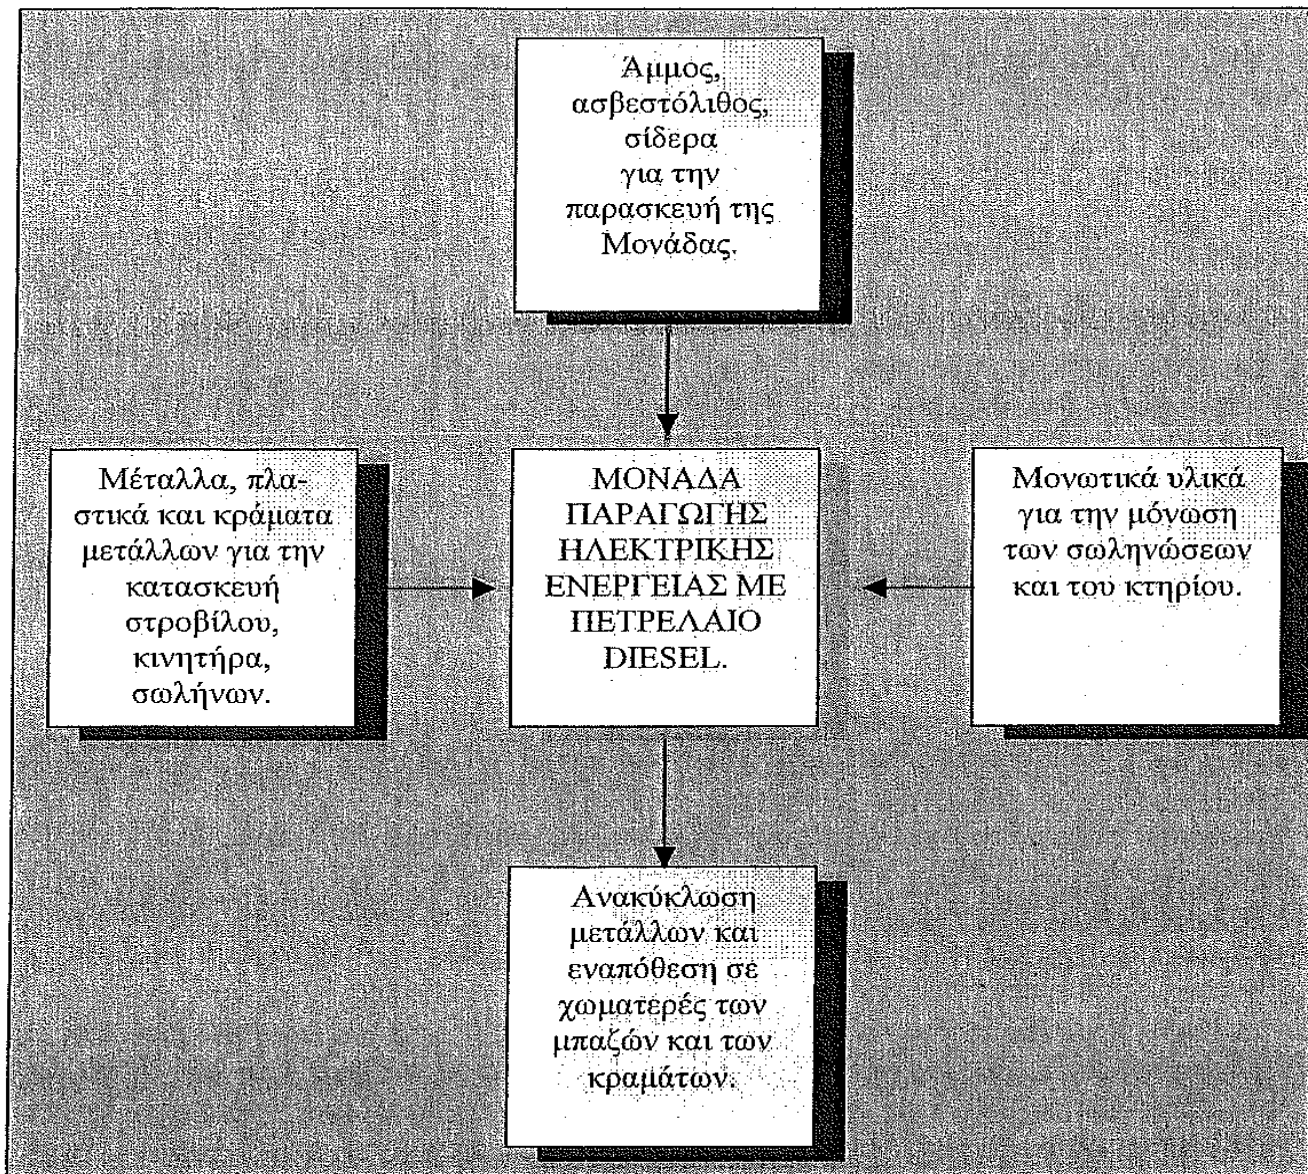 Άμμος,
ασβεστόλιθος,
σίδερα
για την
παρασκευή της
Μονάδας.
Μέταλλα, πλα-
στικά και κράματα
μετάλλων για την
κατασκευή
στροβίλου,
κινητήρα,
σωλήνων.
ΜΟΝΑΔΑ
ΠΑΡΑΓΩΓΗΣ
ΗΛΕΚΤΡΙΚΗΣ
ΕΝΕΡΓΕΙΑΣ ΜΕ
ΠΕΤΡΕΛΑΙΟ
DIESEL.
Μονωτικά υλικά
για την μόνωση
των σωληνώσεων
και του κτηρίου.
Ανακύκλωση
μετάλλων και
εναπόθεση σε
χωματερές των
μπαζών και των
κραμάτων.